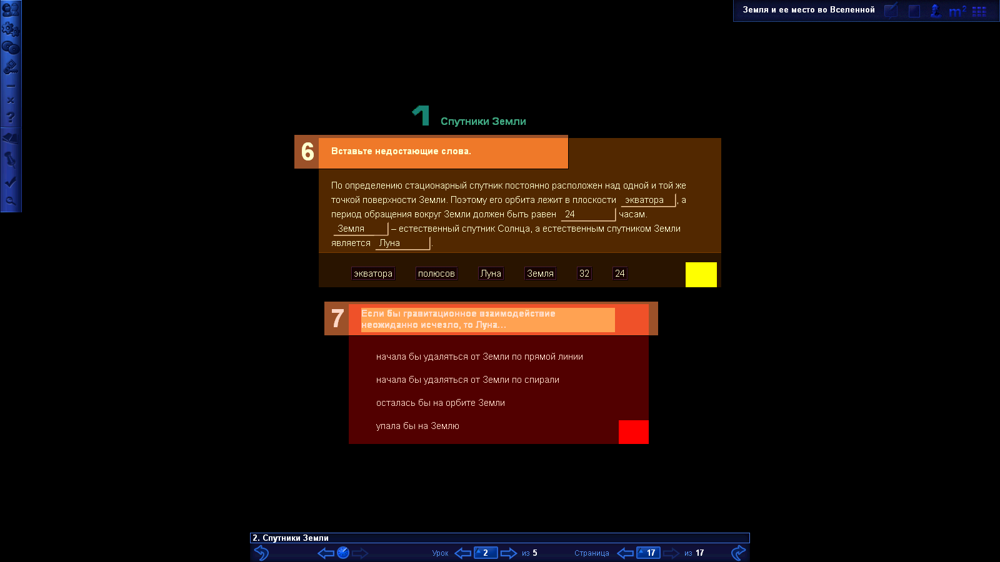 Земля и ее место во Вселенной
m²
?
1 Спутники Земли
6 Вставьте недостающие слова.
По определению стационарный спутник постоянно расположен над одной и той же
точкой поверхности Земли. Поэтому его орбита лежит в плоскости экватора, а
период обращения вокруг Земли должен быть равен 24 часам.
Земля – естественный спутник Солнца, а естественным спутником Земли
является Луна.
экватора полюсов Луна Земля 32 24
7 Если бы гравитационное взаимодействие
неожиданно исчезло, то Луна...
начала бы удаляться от Земли по прямой линии
начала бы удаляться от Земли по спирали
осталась бы на орбите Земли
упала бы на Землю
2. Спутники Земли
Урок 2 из 5 Страница 17 из 17